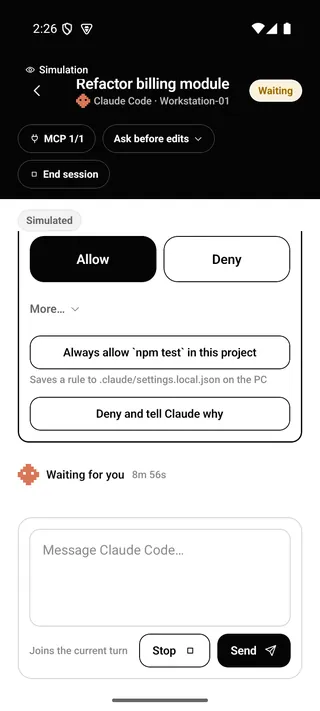 2:26
Simulation
Refactor billing module
Claude Code · Workstation-01
Waiting
MCP 1/1
Ask before edits
End session
Simulated
Allow
Deny
More...
Always allow `npm test` in this project
Saves a rule to .claude/settings.local.json on the PC
Deny and tell Claude why
Waiting for you 8m 56s
Message Claude Code...
Joins the current turn
Stop
Send